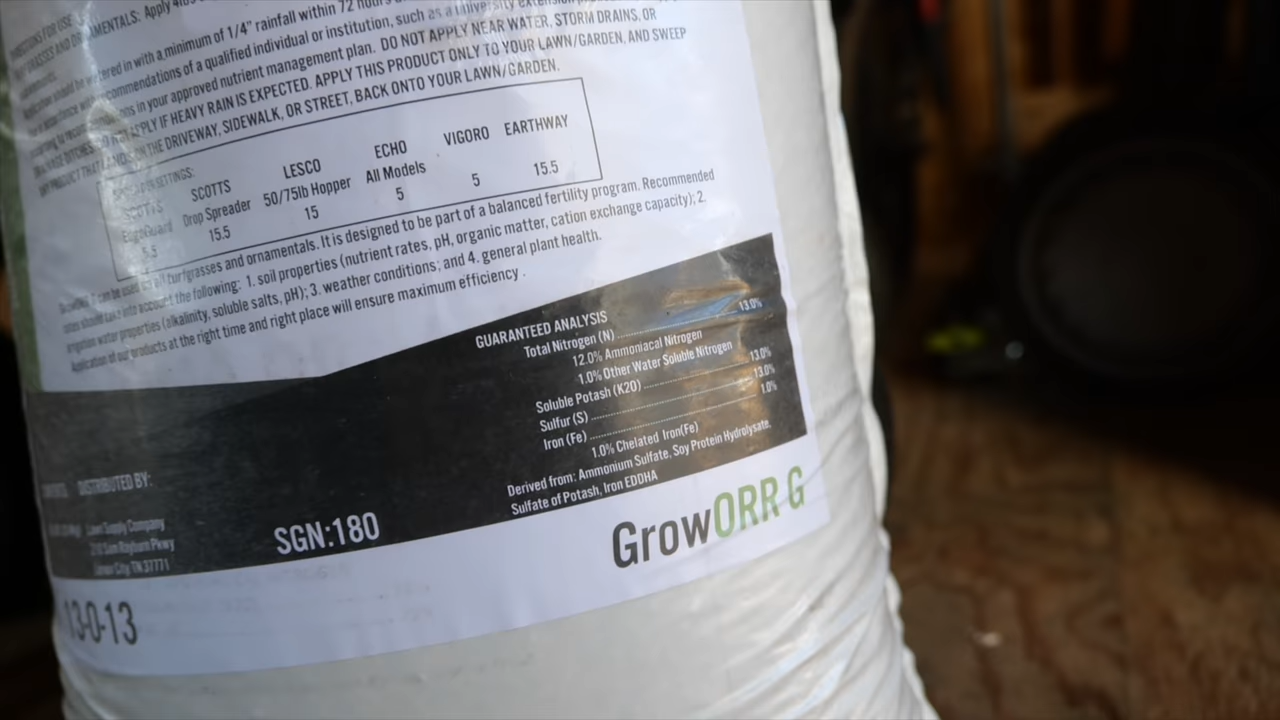 DIRECTIONS FOR USE
GRASSES AND ORNAMENTALS: Apply
watered in with a minimum of 1/4" rainfall within 72 hours
recommendations of a qualified individual or institution, such as a university extension
in your approved nutrient management plan. DO NOT APPLY NEAR WATER, STORM DRAINS, OR
APPLY IF HEAVY RAIN IS EXPECTED. APPLY THIS PRODUCT ONLY TO YOUR LAWN/GARDEN, AND SWEEP
ANY PRODUCT THAT LANDS ON THE DRIVEWAY, SIDEWALK, OR STREET, BACK ONTO YOUR LAWN/GARDEN.
SETTINGS:
SCOTTS SCOTTS LESCO ECHO VIGORO EARTHWAY
EdgeGuard Drop Spreader 50/75lb Hopper All Models
5.5 15.5 15 5 5 15.5
can be used on all turfgrasses and ornamentals. It is designed to be part of a balanced fertility program. Recommended
rates should take into account the following: 1. soil properties (nutrient rates, pH, organic matter, cation exchange capacity); 2.
irrigation water properties (alkalinity, soluble salts, pH); 3. weather conditions; and 4. general plant health.
Application of our products at the right time and right place will ensure maximum efficiency .
GUARANTEED ANALYSIS
Total Nitrogen (N) 13.0%
12.0% Ammoniacal Nitrogen
1.0% Other Water Soluble Nitrogen
Soluble Potash (K2O) 13.0%
Sulfur (S) 13.0%
Iron (Fe) 1.0%
1.0% Chelated Iron(Fe)
Derived from: Ammonium Sulfate, Soy Protein Hydrolysate,
Sulfate of Potash, Iron EDDHA
DISTRIBUTED BY:
Lawn Supply Company
Sam Rayburn Pkwy
Lenoir City TN 37771
SGN:180
GrowORR G
13-0-13